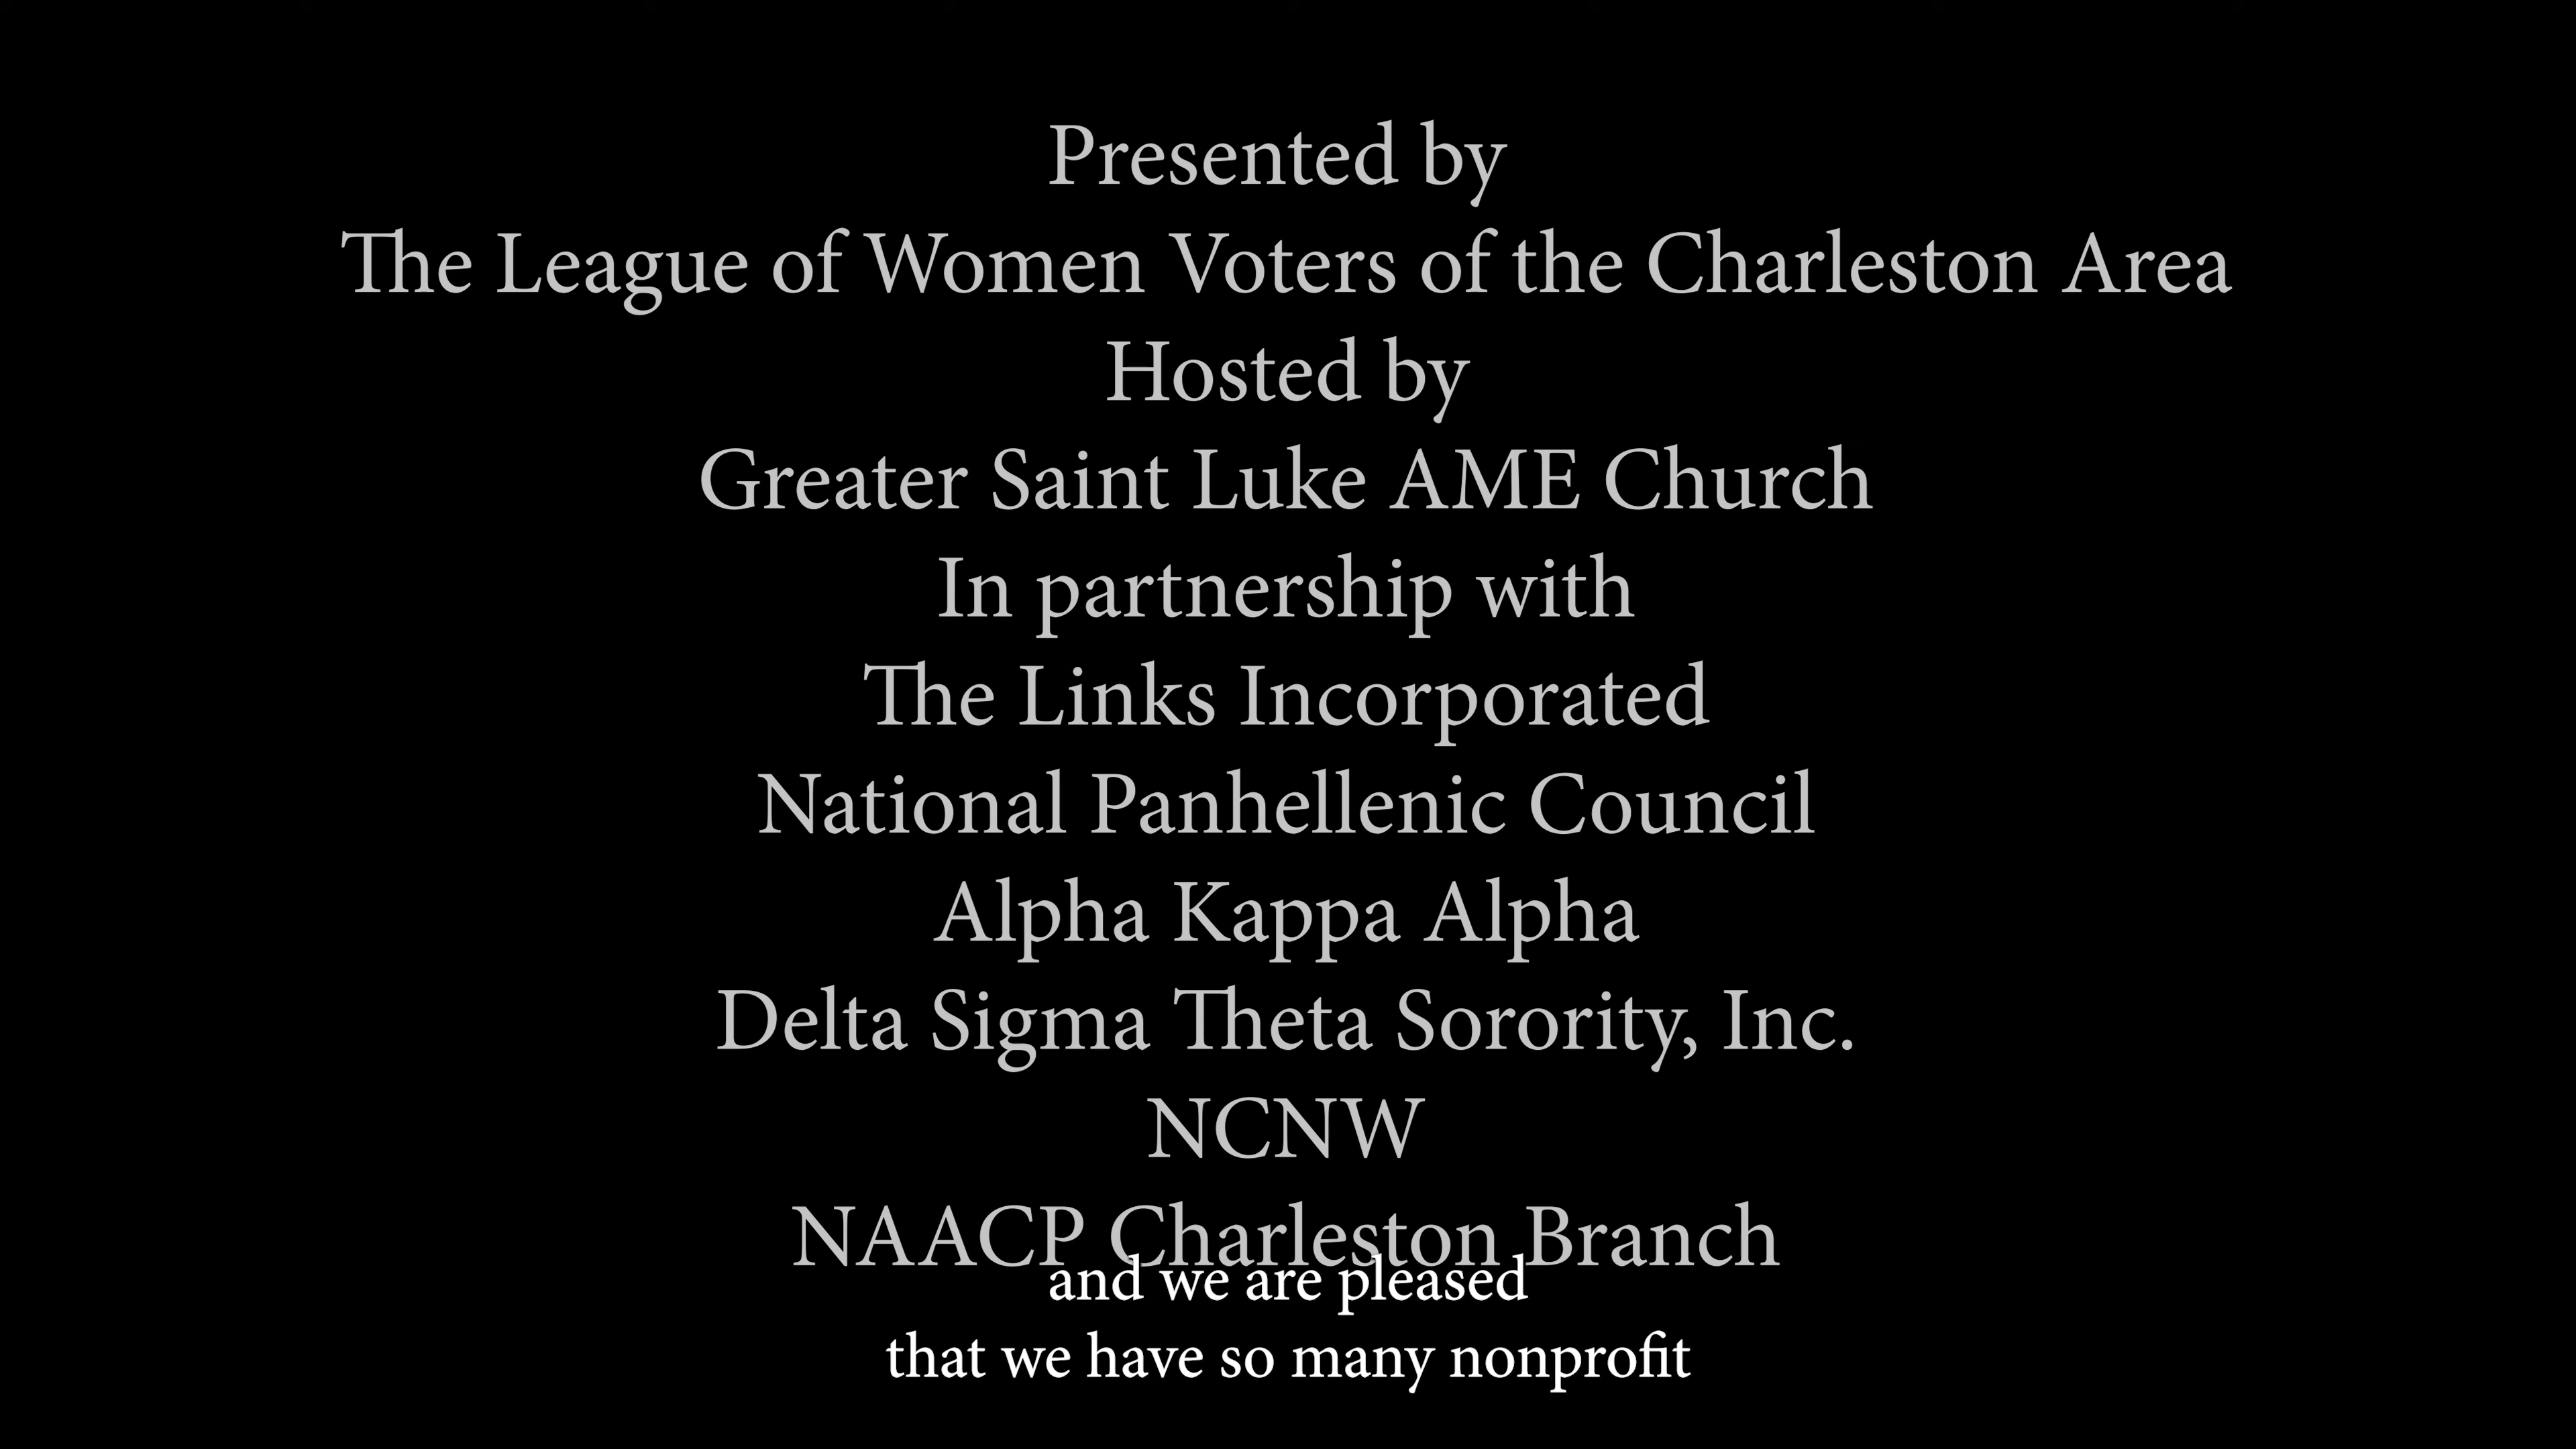 Presented by
The League of Women Voters of the Charleston Area
Hosted by
Greater Saint Luke AME Church
In partnership with
The Links Incorporated
National Panhellenic Council
Alpha Kappa Alpha
Delta Sigma Theta Sorority, Inc.
NCNW
NAACP Charleston Branch
and we are pleased
that we have so many nonprofit